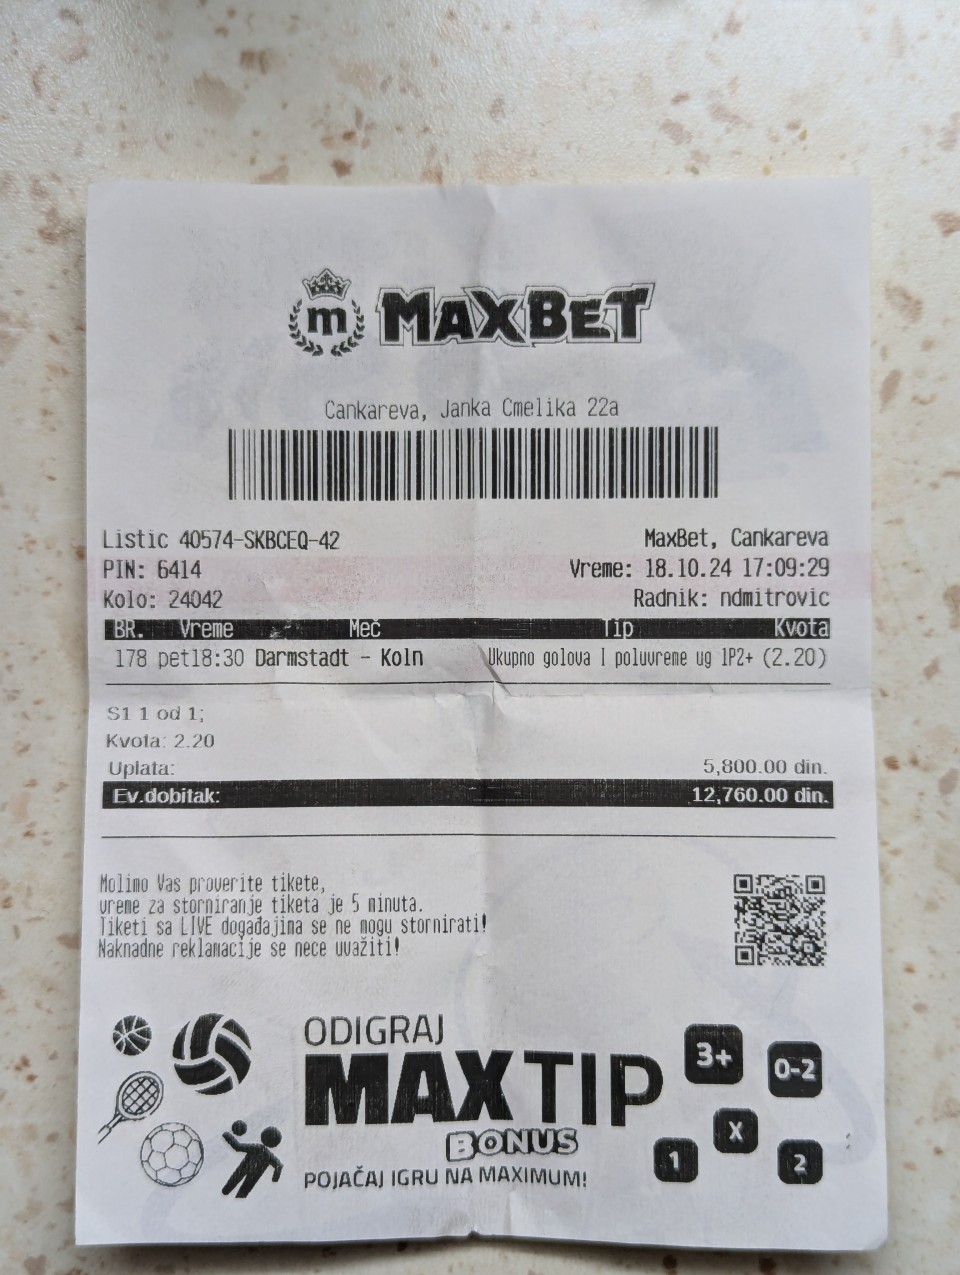 m MAXBET
Cankareva, Janka Cmelika 22a
Listic 40574-SKBCEQ-42 MaxBet, Cankareva
PIN: 6414 Vreme: 18.10.24 17:09:29
Kolo: 24042 Radnik: ndmitrovic
BR. Vreme Meč Tip Kvota
178 pet18:30 Darmstadt - Koln Ukupno golova I poluvreme ug 1P2+ (2.20)
S1 1 od 1;
Kvota: 2.20
Uplata: 5,800.00 din.
Ev.dobitak: 12,760.00 din.
Molimo Vas proverite tikete,
vreme za storniranje tiketa je 5 minuta.
Tiketi sa LIVE događajima se ne mogu stornirati!
Naknadne reklamacije se nece uvažiti!
ODIGRAJ
MAXTIP
BONUS
POJAČAJ IGRU NA MAXIMUM!
3+
0-2
X
1
2